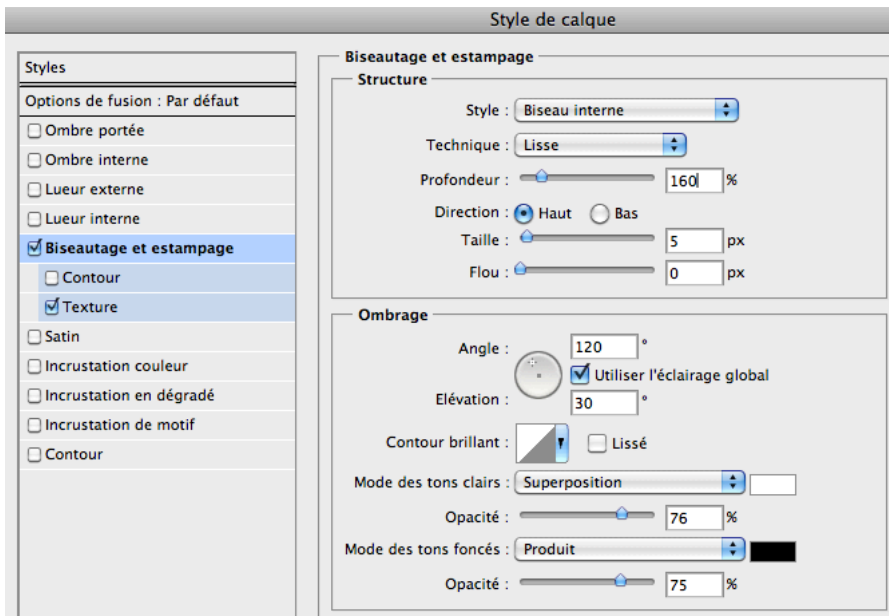 Style de calque
Styles
Options de fusion : Par défaut
Ombre portée
Ombre interne
Lueur externe
Lueur interne
Biseautage et estampage
Contour
Texture
Satin
Incrustation couleur
Incrustation en dégradé
Incrustation de motif
Contour
Biseautage et estampage
Structure
Style : Biseau interne
Technique : Lisse
Profondeur : 160 %
Direction : Haut Bas
Taille : 5 px
Flou : 0 px
Ombrage
Angle : 120 °
Utiliser l'éclairage global
Elévation : 30 °
Contour brillant : Lissé
Mode des tons clairs : Superposition
Opacité : 76 %
Mode des tons foncés : Produit
Opacité : 75 %